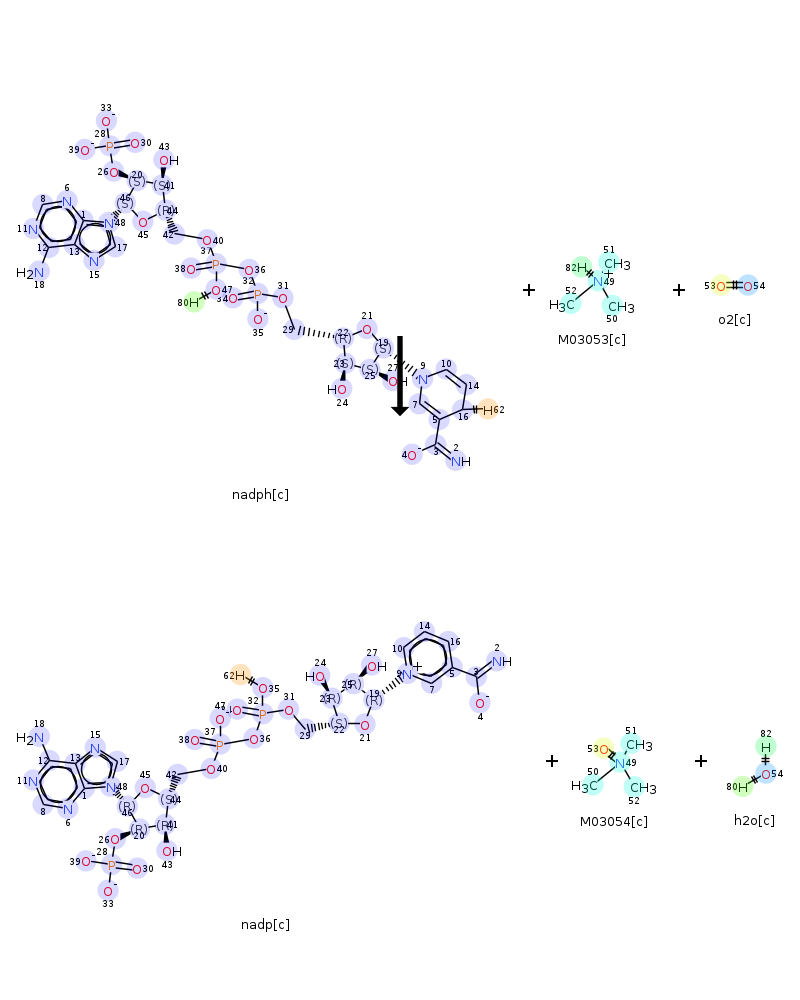 33
O-
28
39 O-
P
O 30
43
OH
26 O
20
(S)
(S)
41
6
8
N
46
(S)
(R)
44
1
N 48
O
45
42
11 N
12
13
17
N
15
H2N
18
O 40
37
38 O
P
O 36
47
O
80 H
34 O
32
P
31
O
O-
35
29
21
O
22
(R)
19
(S)
23
(S)
(S)
25
27
OH
HO
24
9
N
10
14
7
5
16
H 62
4 O-
3
2
NH
nadph[c]
+
82
H
51
CH3
+
N
49
52
H3C
CH3
50
M03053[c]
+
53 O
O 54
o2[c]
18
H2N
15
N
12
13
17
11 N
1
N 48
8
N
6
45
O
(S)
44
(R)
46
(R)
41
(R)
20
OH
43
26 O
28
39 O-
P
O 30
O-
33
42
O 40
37
38 O
P
47
O
O 36
O
32
P
62 H
O 35
31
O
29
(S)
22
O
21
23
(R)
24
HO
25
(R)
27
OH
19
(R)
9
N+
10
14
16
5
7
3
2
NH
O-
4
nadp[c]
+
53 O
51
CH3
N
49
50
H3C
CH3
52
M03054[c]
+
82
H
O 54
80
H
h2o[c]